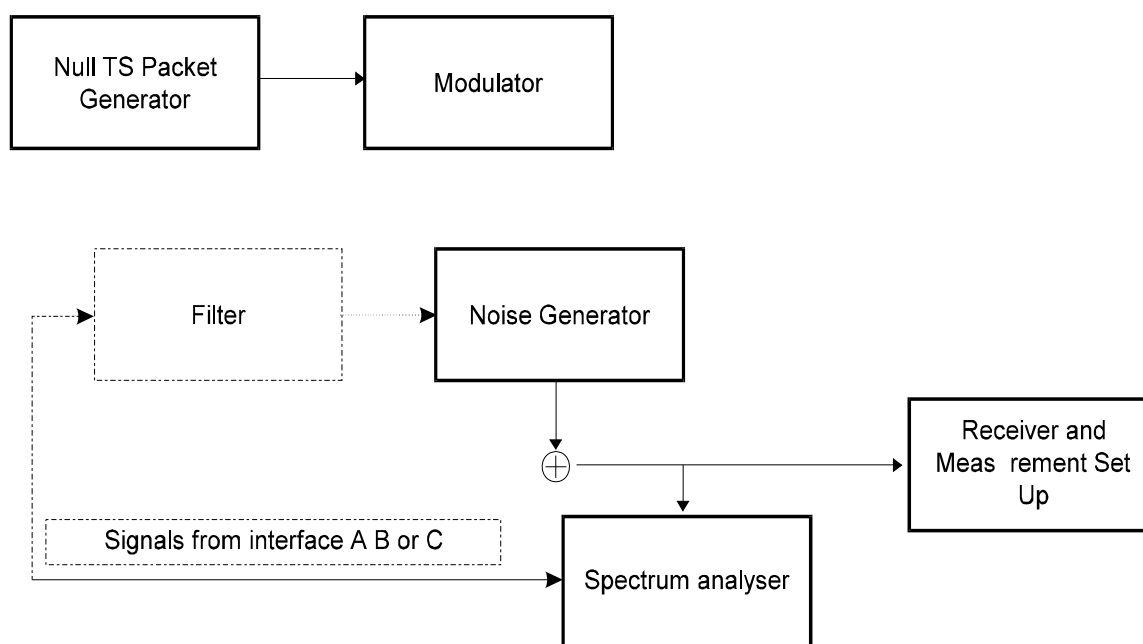 Null TS Packet
Generator
Modulator
Filter
Noise Generator
Receiver and
Meas rement Set
Up
Signals from interface A B or C
Spectrum analyser